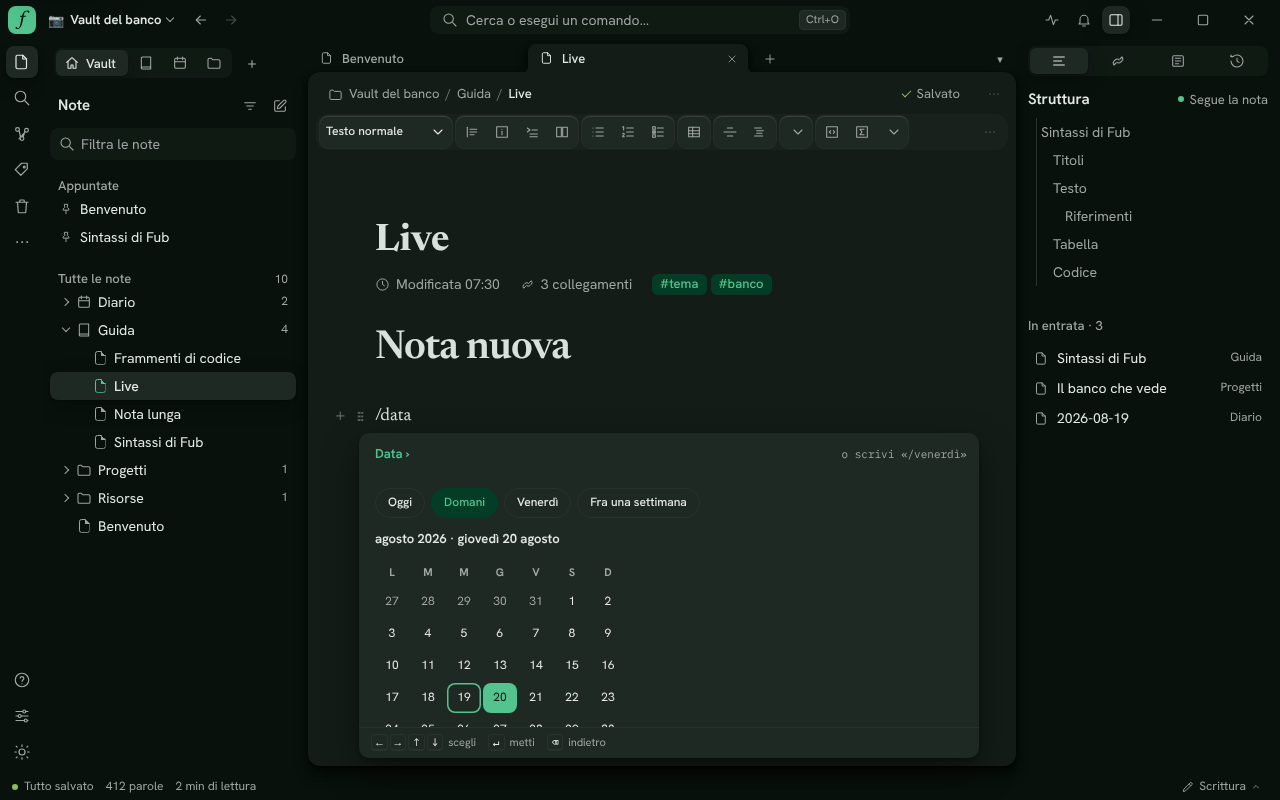 Vault del banco
Cerca o esegui un comando…
Ctrl+O
Vault
Note
Filtra le note
Appuntate
Benvenuto
Sintassi di Fub
Tutte le note 10
Diario 2
Guida 4
Frammenti di codice
Live
Nota lunga
Sintassi di Fub
Progetti 1
Risorse 1
Benvenuto
Benvenuto
Live
Vault del banco / Guida / Live
Salvato
Testo normale
Live
Modificata 07:30
3 collegamenti
#tema
#banco
Nota nuova
/data
Data ›
o scrivi «/venerdì»
Oggi
Domani
Venerdì
Fra una settimana
agosto 2026 · giovedì 20 agosto
L M M G V S D
27 28 29 30 31 1 2
3 4 5 6 7 8 9
10 11 12 13 14 15 16
17 18 19 20 21 22 23
← → ↑ ↓ scegli ↵ metti ⌫ indietro
Struttura
Segue la nota
Sintassi di Fub
Titoli
Testo
Riferimenti
Tabella
Codice
In entrata · 3
Sintassi di Fub Guida
Il banco che vede Progetti
2026-08-19 Diario
Tutto salvato 412 parole 2 min di lettura
Scrittura